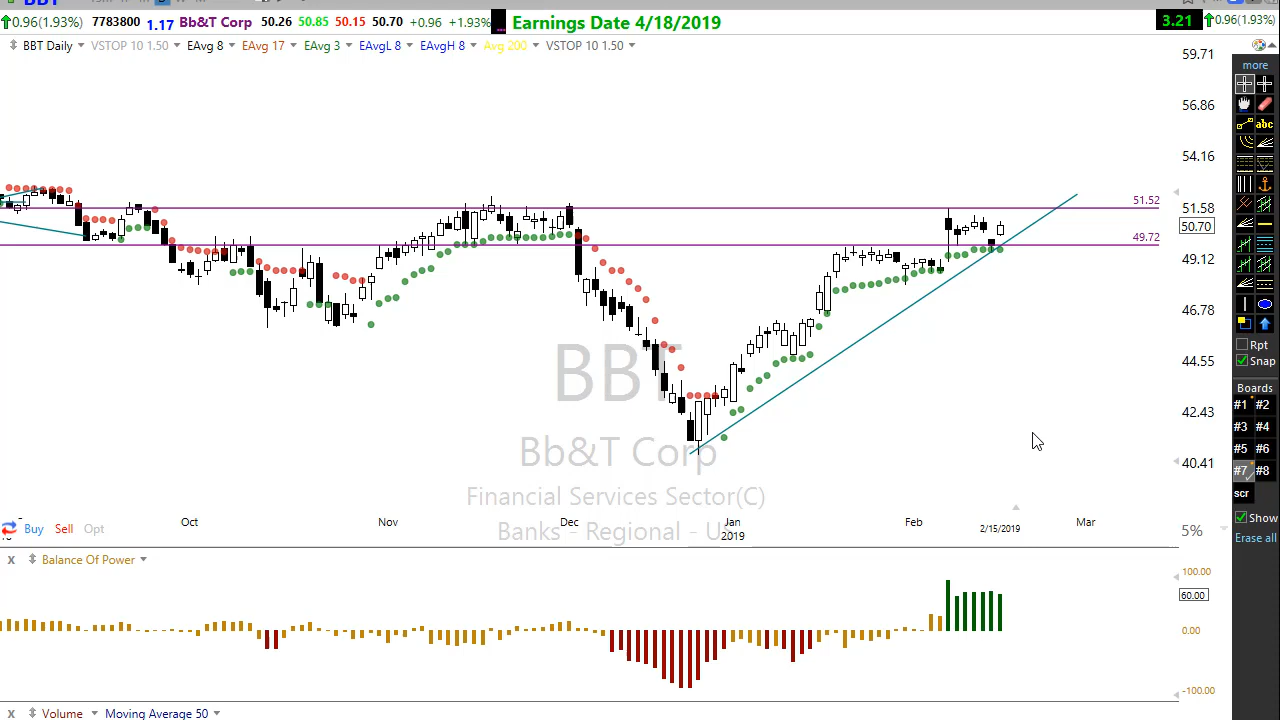 BBT
0.96(1.93%) 7783800 1.17 Bb&T Corp 50.26 50.85 50.15 50.70 +0.96 +1.93% Earnings Date 4/18/2019 3.21 0.96(1.93%)
BBT Daily VSTOP 10 1.50 EAvg 8 EAvg 17 EAvg 3 EAvgL 8 EAvgH 8 Avg 200 VSTOP 10 1.50
59.71
56.86
54.16
51.58
50.70
49.12
46.78
44.55
42.43
40.41
51.52
49.72
BBT
Bb&T Corp
Financial Services Sector(C)
Banks - Regional - U
Oct Nov Dec Jan Feb Mar
2019 2/15/2019
Buy Sell Opt
5%
x Balance Of Power
100.00
60.00
0.00
-100.00
x Volume Moving Average 50
more
abc
Rpt
Snap
Boards
#1 #2
#3 #4
#5 #6
#7 #8
scr
Show
Erase all